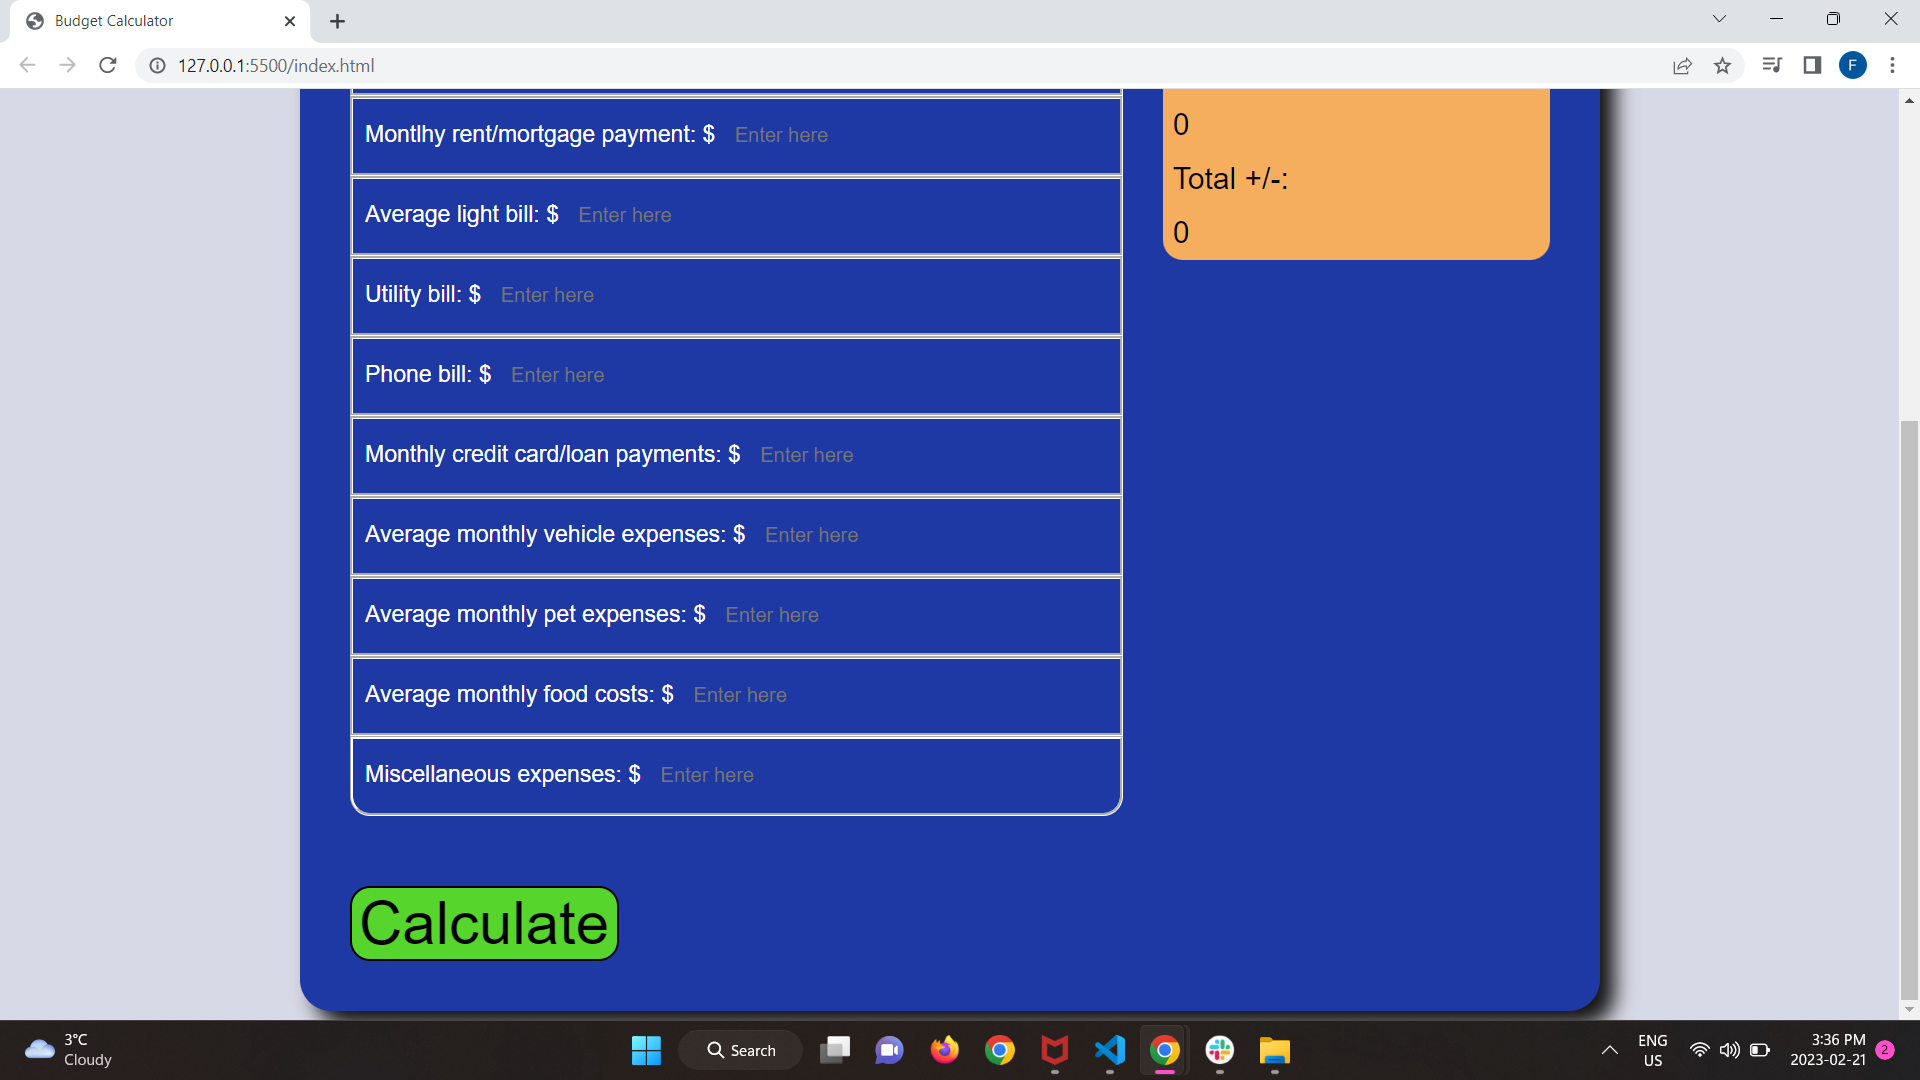 Budget Calculator
127.0.0.1:5500/index.html
F
Montlhy rent/mortgage payment: $ Enter here
Average light bill: $ Enter here
Utility bill: $ Enter here
Phone bill: $ Enter here
Monthly credit card/loan payments: $ Enter here
Average monthly vehicle expenses: $ Enter here
Average monthly pet expenses: $ Enter here
Average monthly food costs: $ Enter here
Miscellaneous expenses: $ Enter here
0
Total +/-:
0
Calculate
3°C
Cloudy
Search
ENG
US
3:36 PM
2023-02-21
2